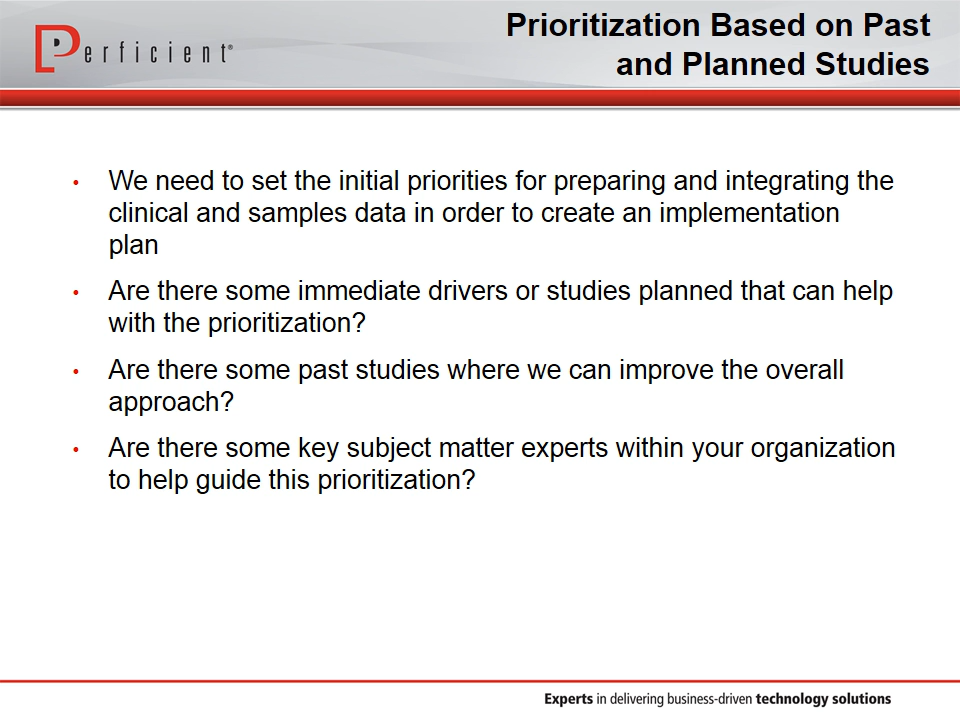 Perficient®
Prioritization Based on Past
and Planned Studies
• We need to set the initial priorities for preparing and integrating the
clinical and samples data in order to create an implementation
plan
• Are there some immediate drivers or studies planned that can help
with the prioritization?
• Are there some past studies where we can improve the overall
approach?
• Are there some key subject matter experts within your organization
to help guide this prioritization?
Experts in delivering business-driven technology solutions